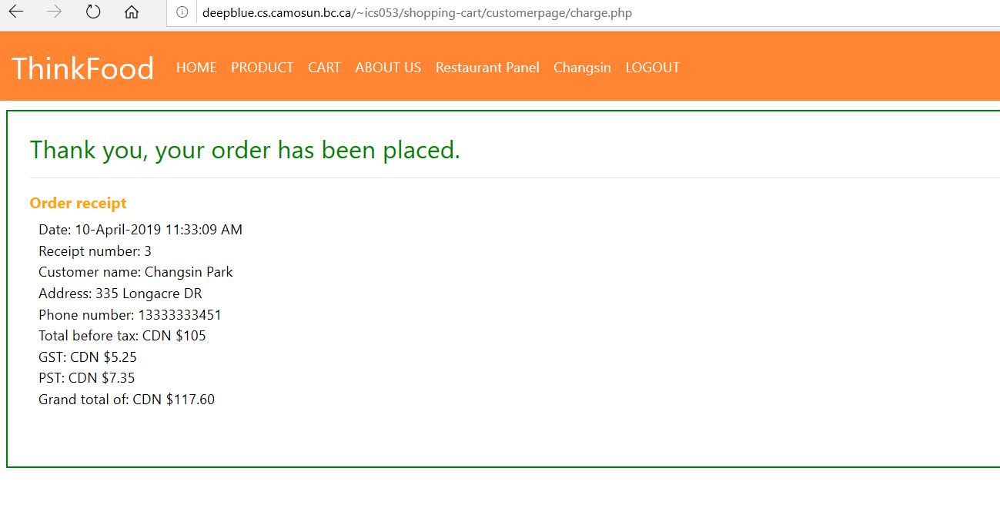 deepblue.cs.camosun.bc.ca/~ics053/shopping-cart/customerpage/charge.php
ThinkFood HOME PRODUCT CART ABOUT US Restaurant Panel Changsin LOGOUT
Thank you, your order has been placed.
Order receipt
Date: 10-April-2019 11:33:09 AM
Receipt number: 3
Customer name: Changsin Park
Address: 335 Longacre DR
Phone number: 13333333451
Total before tax: CDN $105
GST: CDN $5.25
PST: CDN $7.35
Grand total of: CDN $117.60